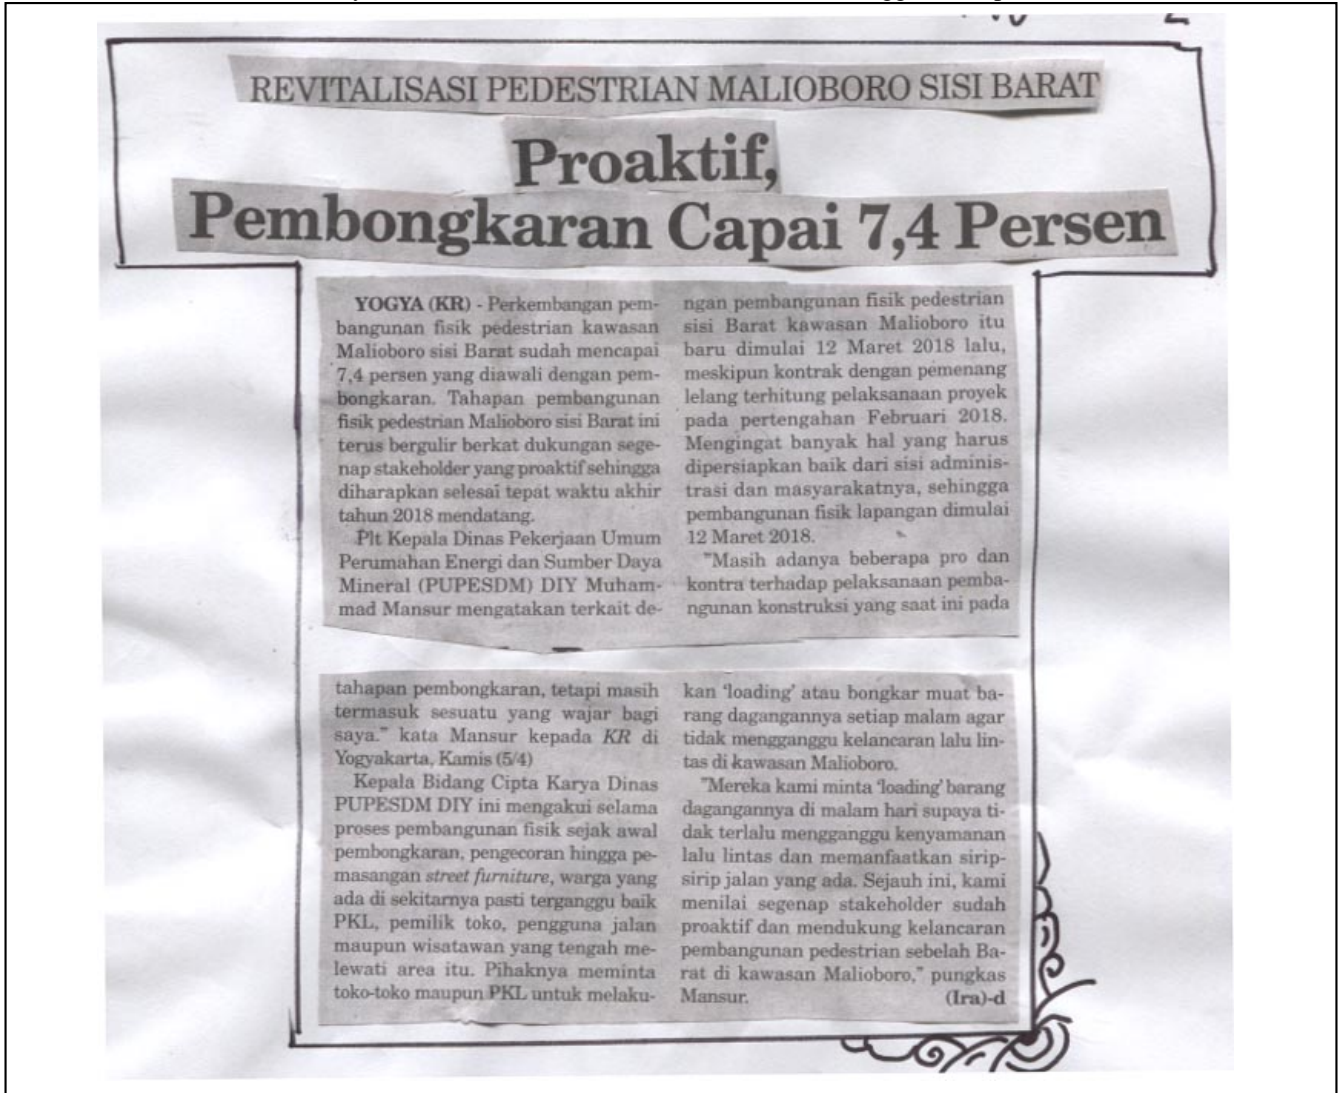 REVITALISASI PEDESTRIAN MALIOBORO SISI BARAT
Proaktif,
Pembongkaran Capai 7,4 Persen
YOGYA (KR) - Perkembangan pem-
bangunan fisik pedestrian kawasan
Malioboro sisi Barat sudah mencapai
7,4 persen yang diawali dengan pem-
bongkaran. Tahapan pembangunan
fisik pedestrian Malioboro sisi Barat ini
terus bergulir berkat dukungan sege-
nap stakeholder yang proaktif sehingga
diharapkan selesai tepat waktu akhir
tahun 2018 mendatang.
Plt Kepala Dinas Pekerjaan Umum
Perumahan Energi dan Sumber Daya
Mineral (PUPESDM) DIY Muham-
mad Mansur mengatakan terkait de-
ngan pembangunan fisik pedestrian
sisi Barat kawasan Malioboro itu
baru dimulai 12 Maret 2018 lalu,
meskipun kontrak dengan pemenang
lelang terhitung pelaksanaan proyek
pada pertengahan Februari 2018.
Mengingat banyak hal yang harus
dipersiapkan baik dari sisi adminis-
trasi dan masyarakatnya, sehingga
pembangunan fisik lapangan dimulai
12 Maret 2018.
"Masih adanya beberapa pro dan
kontra terhadap pelaksanaan pemba-
ngunan konstruksi yang saat ini pada
tahapan pembongkaran, tetapi masih
termasuk sesuatu yang wajar bagi
saya." kata Mansur kepada KR di
Yogyakarta, Kamis (5/4)
Kepala Bidang Cipta Karya Dinas
PUPESDM DIY ini mengakui selama
proses pembangunan fisik sejak awal
pembongkaran, pengecoran hingga pe-
masangan street furniture, warga yang
ada di sekitarnya pasti terganggu baik
PKL, pemilik toko, pengguna jalan
maupun wisatawan yang tengah me-
lewati area itu. Pihaknya meminta
toko-toko maupun PKL untuk melaku-
kan 'loading' atau bongkar muat ba-
rang dagangannya setiap malam agar
tidak mengganggu kelancaran lalu lin-
tas di kawasan Malioboro.
"Mereka kami minta 'loading' barang
dagangannya di malam hari supaya ti-
dak terlalu mengganggu kenyamanan
lalu lintas dan memanfaatkan sirip-
sirip jalan yang ada. Sejauh ini, kami
menilai segenap stakeholder sudah
proaktif dan mendukung kelancaran
pembangunan pedestrian sebelah Ba-
rat di kawasan Malioboro," pungkas
Mansur. (Ira)-d